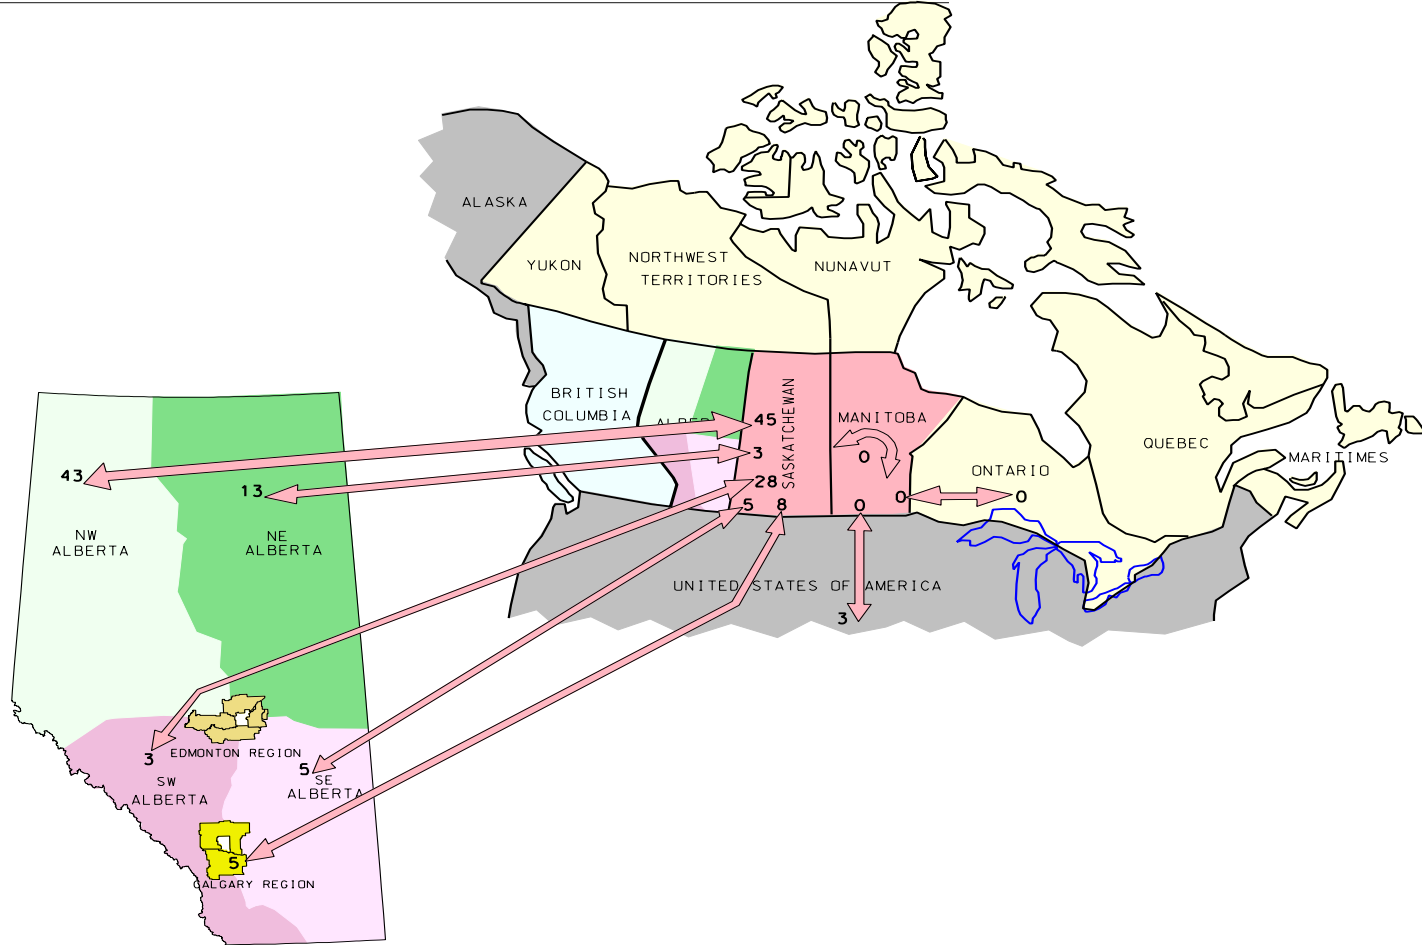 ALASKA
YUKON
NORTHWEST
TERRITORIES
NUNAVUT
BRITISH
COLUMBIA
SASKATCHEWAN
MANITOBA
45
3
28
5
8
0
0
0
0
ONTARIO
QUEBEC
MARITIMES
UNITED STATES OF AMERICA
3
43
13
NW
ALBERTA
NE
ALBERTA
EDMONTON REGION
3
SW
ALBERTA
5
SE
ALBERTA
5
CALGARY REGION